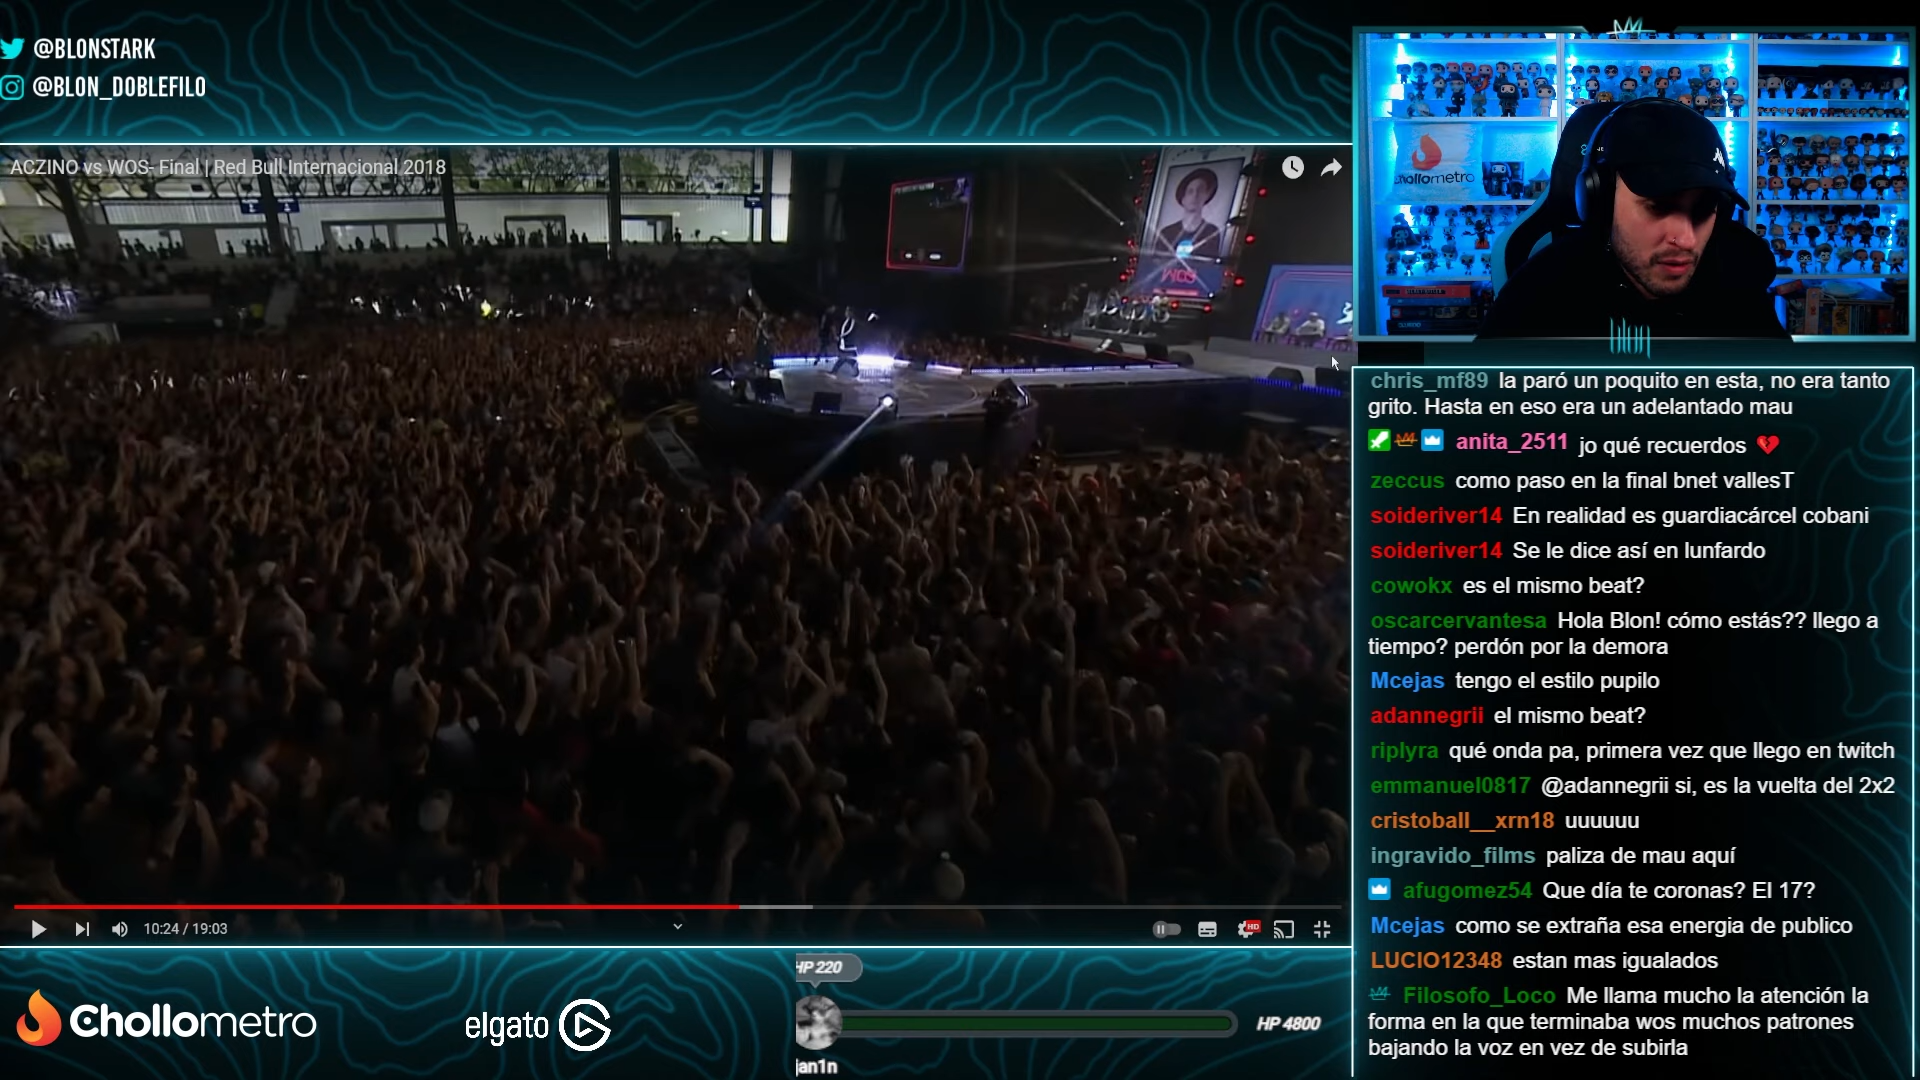 @BLONSTARK
@BLON_DOBLEFILO
ACZINO vs WOS- Final | Red Bull Internacional 2018
WOS
chollometro
10:24 / 19:03
HD
Chollometro
elgato
HP 220
HP 4800
jan1n
chris_mf89 la paró un poquito en esta, no era tanto
grito. Hasta en eso era un adelantado mau
anita_2511 jo qué recuerdos
zeccus como paso en la final bnet vallesT
soideriver14 En realidad es guardiacárcel cobani
soideriver14 Se le dice así en lunfardo
cowokx es el mismo beat?
oscarcervantesa Hola Blon! cómo estás?? llego a
tiempo? perdón por la demora
Mcejas tengo el estilo pupilo
adannegrii el mismo beat?
riplyra qué onda pa, primera vez que llego en twitch
emmanuel0817 @adannegrii si, es la vuelta del 2x2
cristoball__xrn18 uuuuuu
ingravido_films paliza de mau aquí
afugomez54 Que día te coronas? El 17?
Mcejas como se extraña esa energia de publico
LUCIO12348 estan mas igualados
Filosofo_Loco Me llama mucho la atención la
forma en la que terminaba wos muchos patrones
bajando la voz en vez de subirla